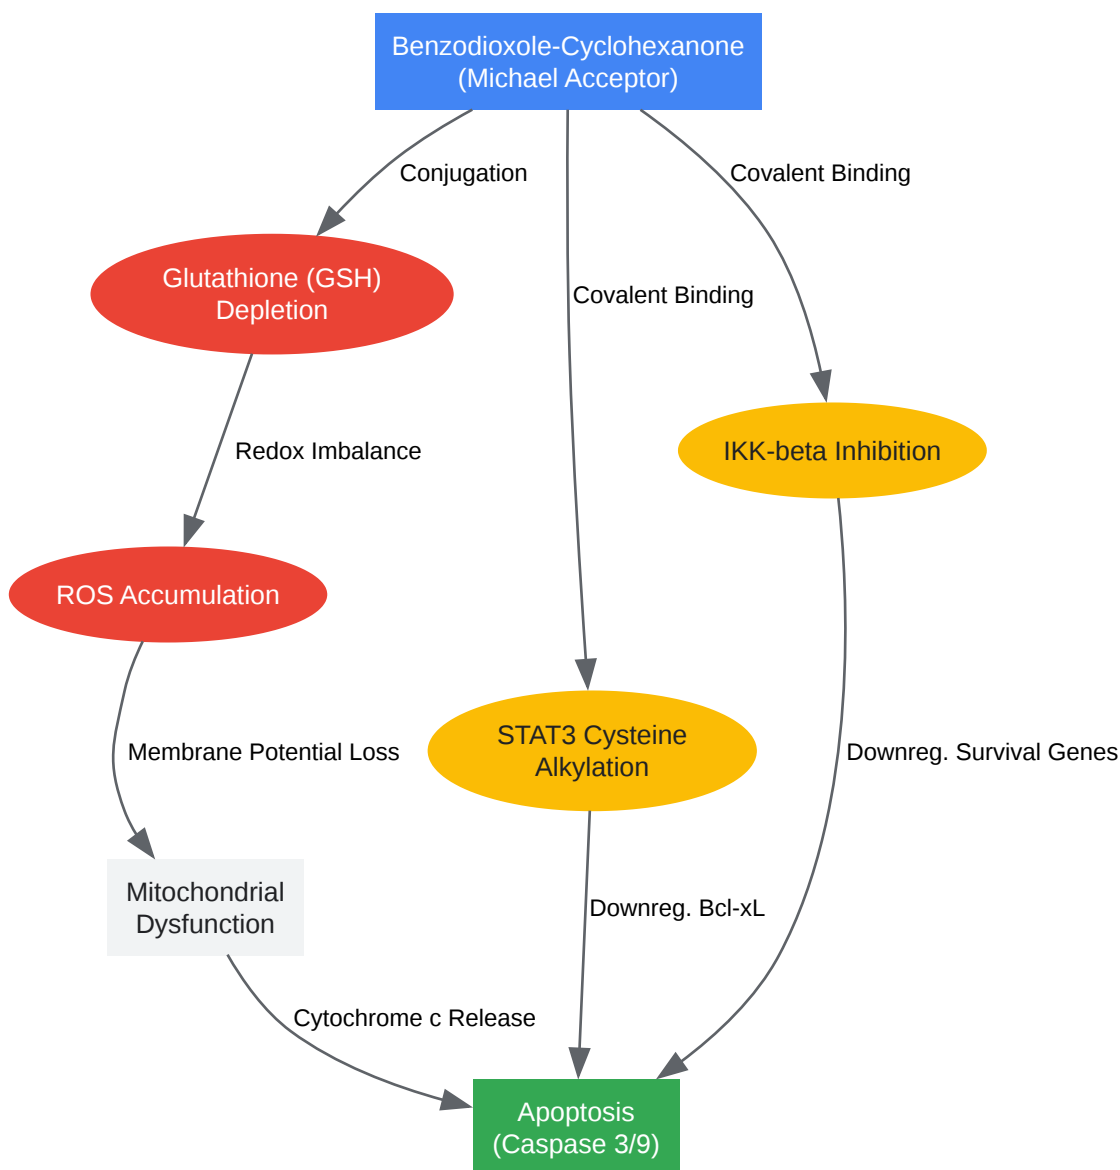 Benzodioxole-Cyclohexanone
(Michael Acceptor)
Conjugation
Covalent Binding
Glutathione (GSH)
Depletion
Covalent Binding
Redox Imbalance
IKK-beta Inhibition
ROS Accumulation
STAT3 Cysteine
Alkylation
Membrane Potential Loss
Downreg. Survival Genes
Mitochondrial
Dysfunction
Downreg. Bcl-xL
Cytochrome c Release
Apoptosis
(Caspase 3/9)